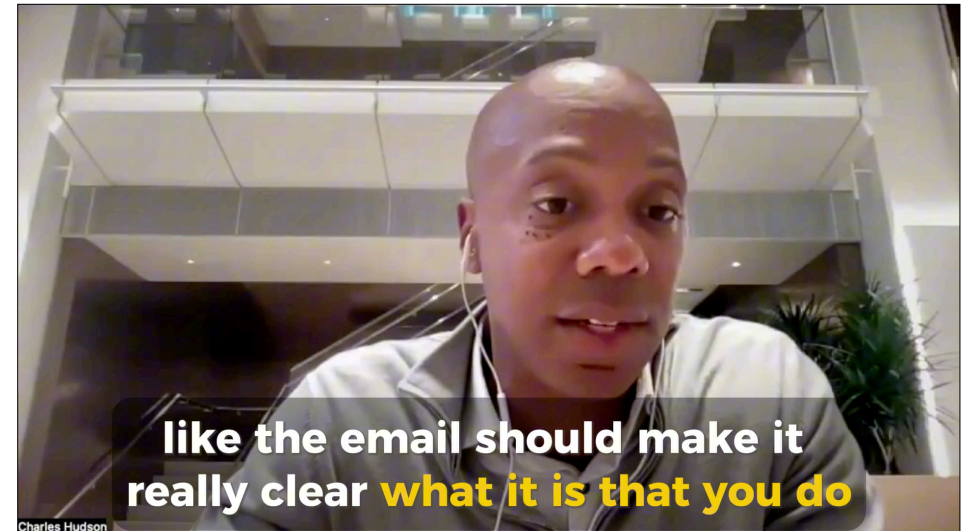 like the email should make it
really clear what it is that you do
Charles Hudson